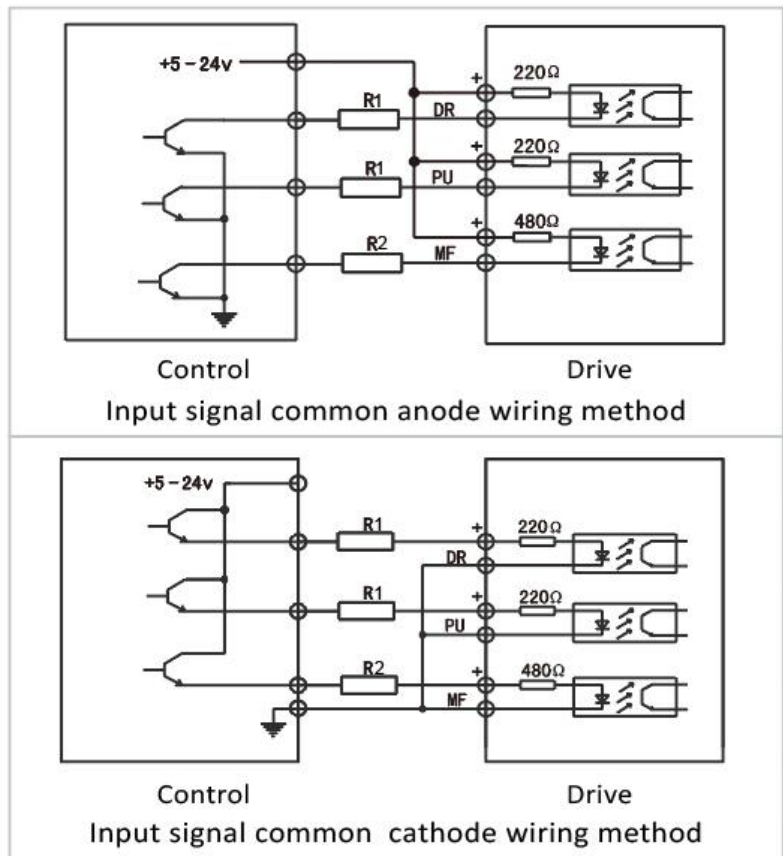 +5-24v
R1
DR
+
220Ω
R1
PU
+
220Ω
R2
MF
+
480Ω
Control
Drive
Input signal common anode wiring method
+5-24v
R1
+
220Ω
DR
R1
+
220Ω
PU
R2
+
480Ω
MF
Control
Drive
Input signal common cathode wiring method